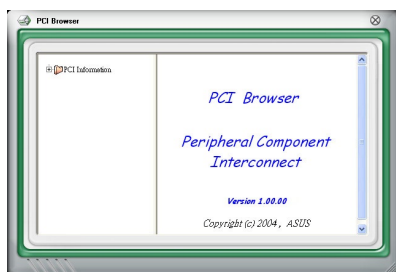 PCI Browser
PCI Information
PCI Browser
Peripheral Component
Interconnect
Version 1.00.00
Copyright (c) 2004, ASUS